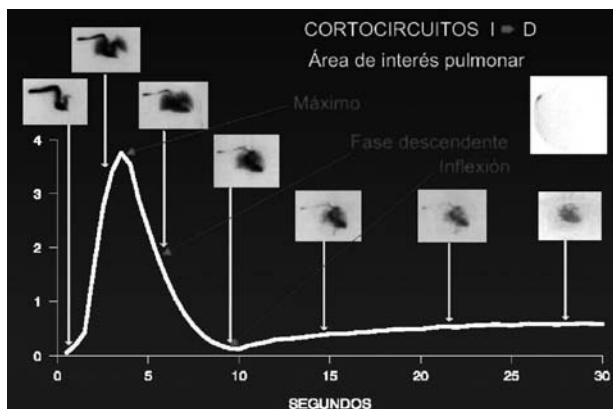 CORTOCIRCUITOS I ➨ D
Área de interés pulmonar
Máximo
Fase descendente
Inflexión
4
3
2
1
0
0
5
10
15
20
25
30
SEGUNDOS